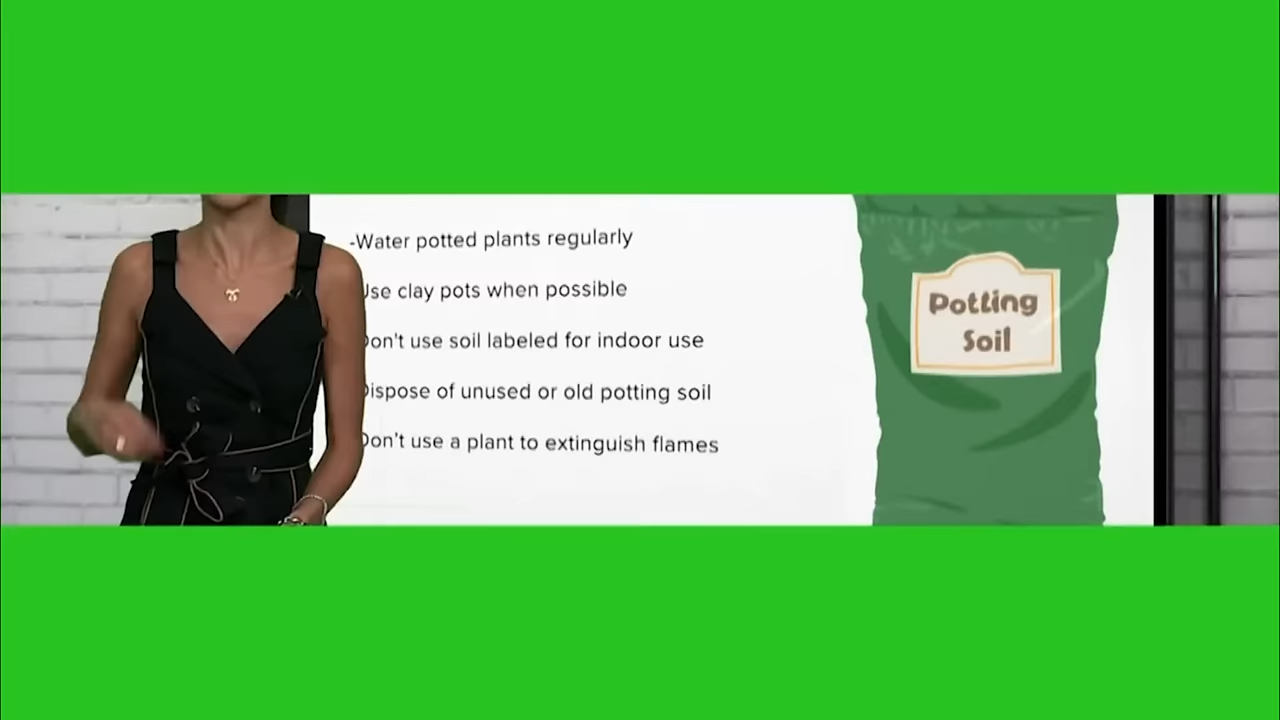 -Water potted plants regularly
Use clay pots when possible
Don't use soil labeled for indoor use
Dispose of unused or old potting soil
Don't use a plant to extinguish flames
Potting
Soil